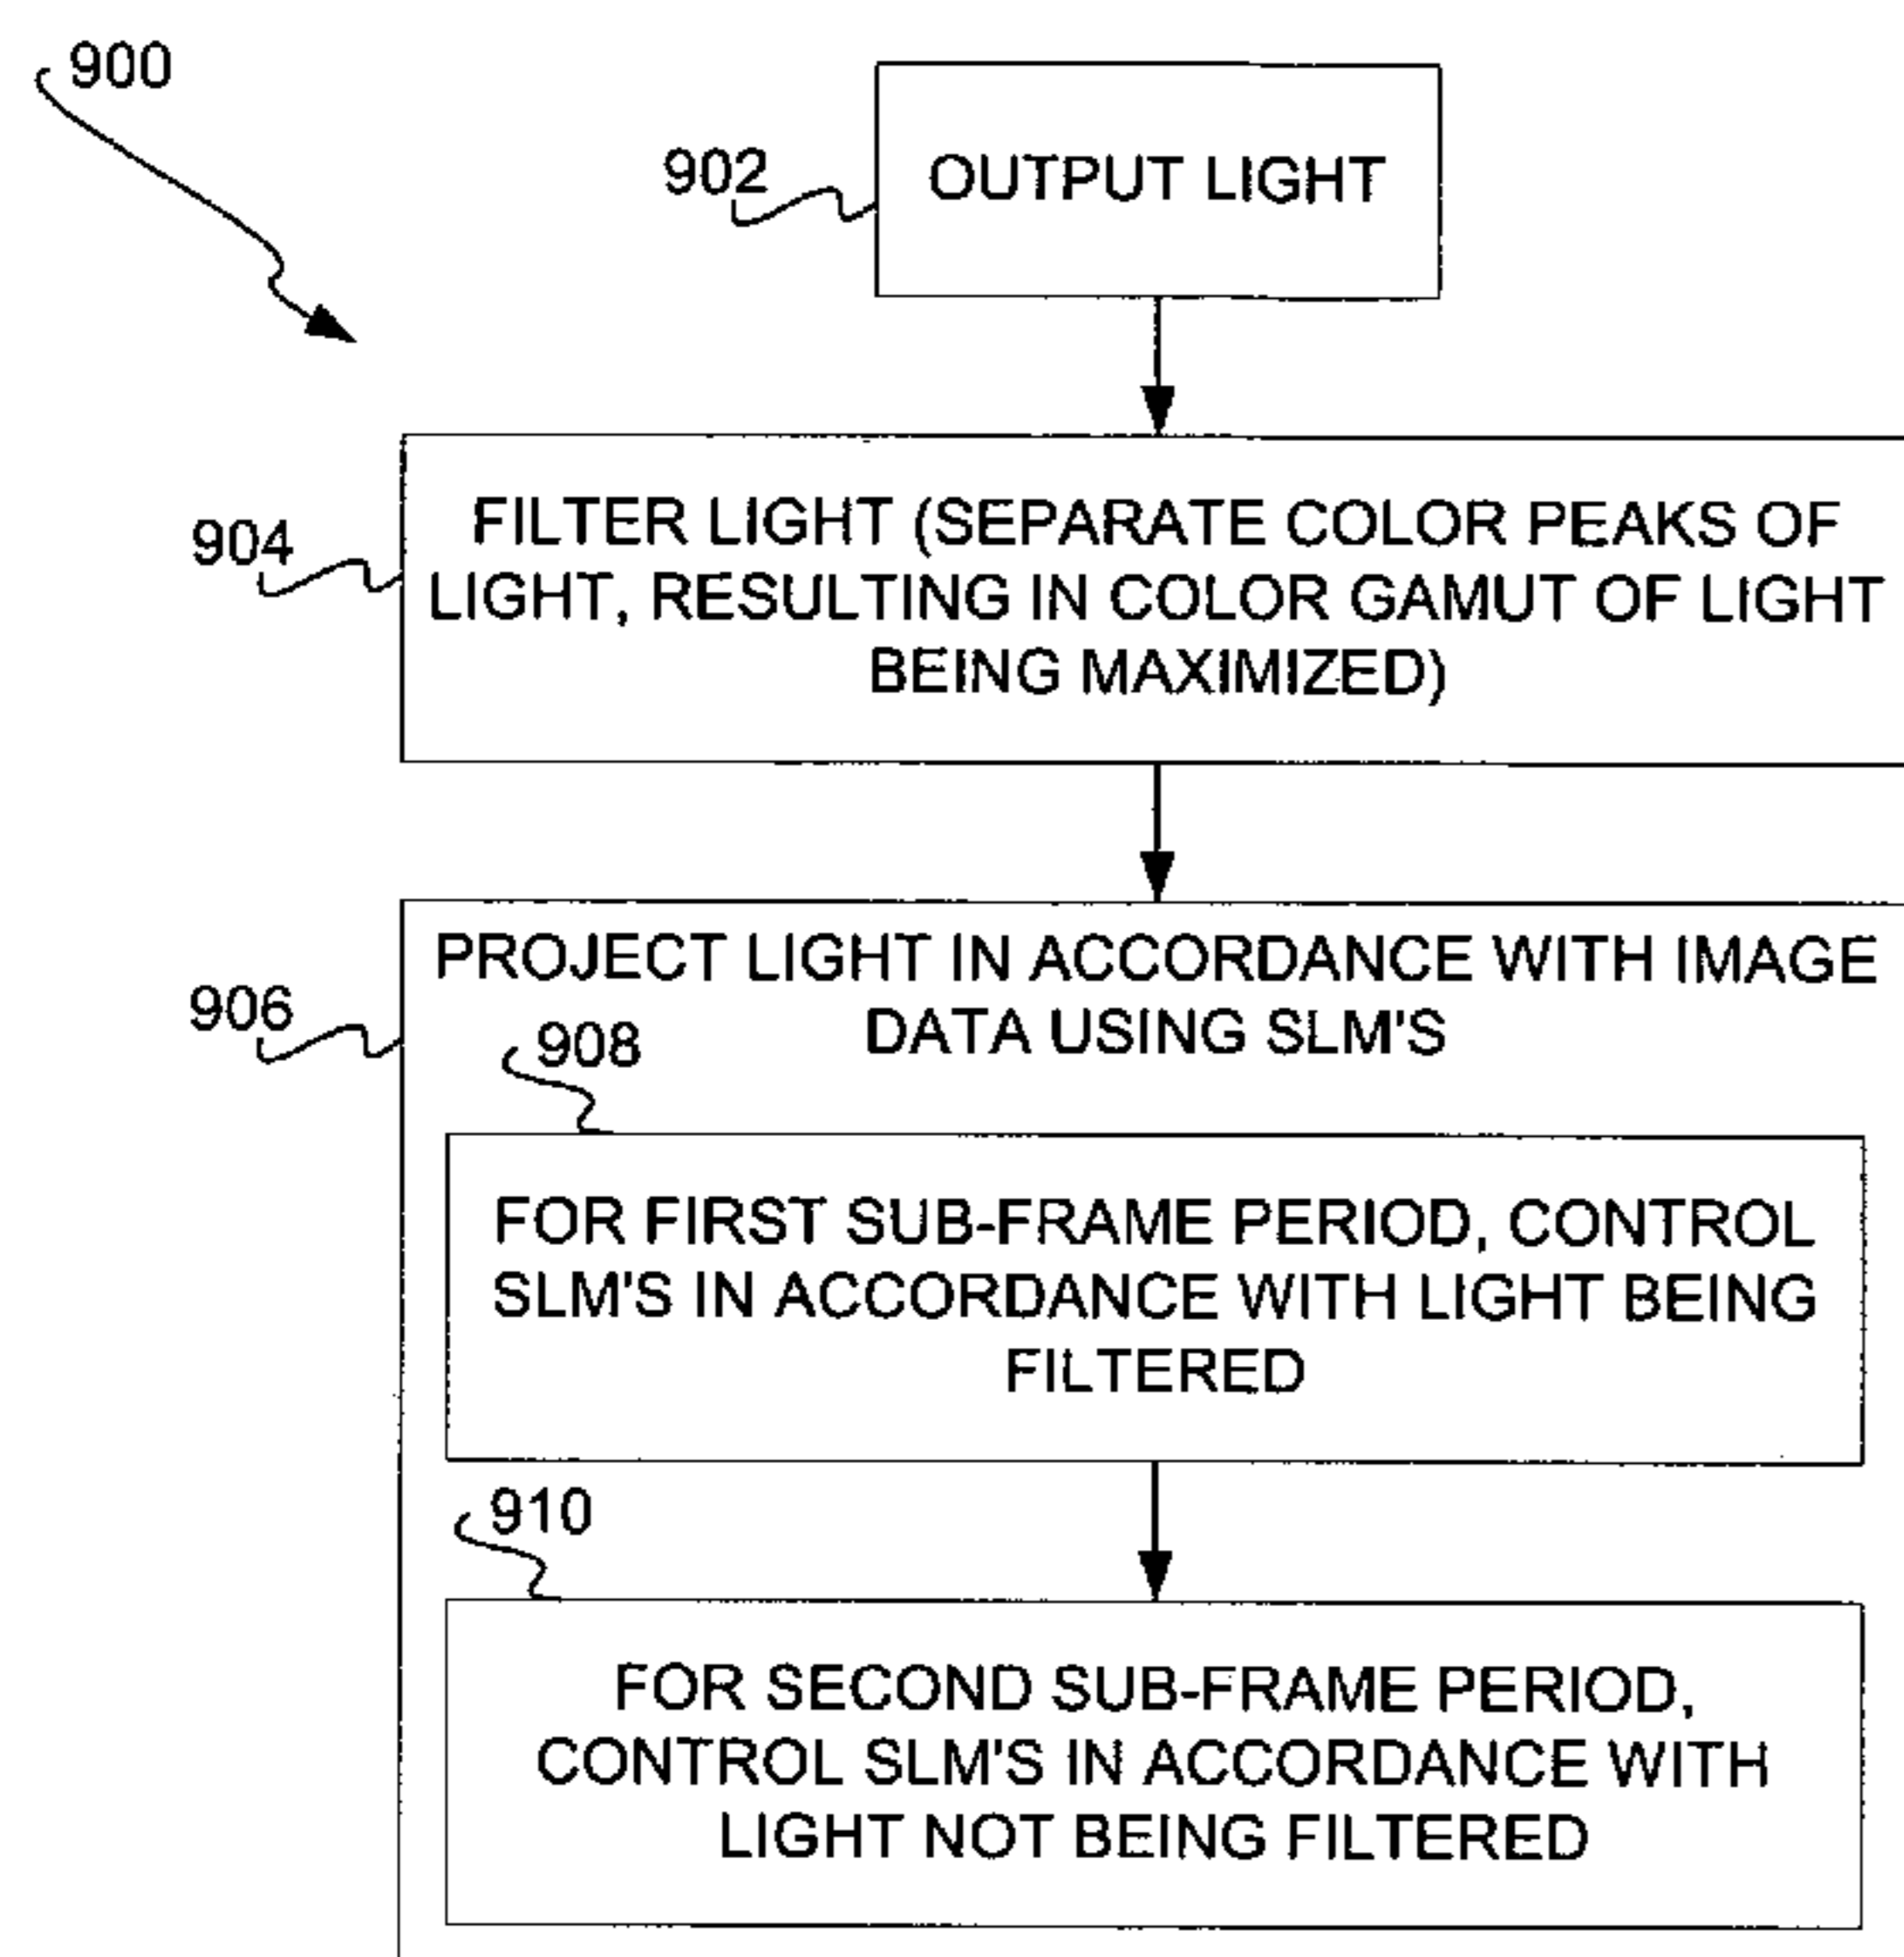 900
902
OUTPUT LIGHT
904
FILTER LIGHT (SEPARATE COLOR PEAKS OF
LIGHT, RESULTING IN COLOR GAMUT OF LIGHT
BEING MAXIMIZED)
906
PROJECT LIGHT IN ACCORDANCE WITH IMAGE
DATA USING SLM'S
908
FOR FIRST SUB-FRAME PERIOD, CONTROL
SLM'S IN ACCORDANCE WITH LIGHT BEING
FILTERED
910
FOR SECOND SUB-FRAME PERIOD,
CONTROL SLM'S IN ACCORDANCE WITH
LIGHT NOT BEING FILTERED